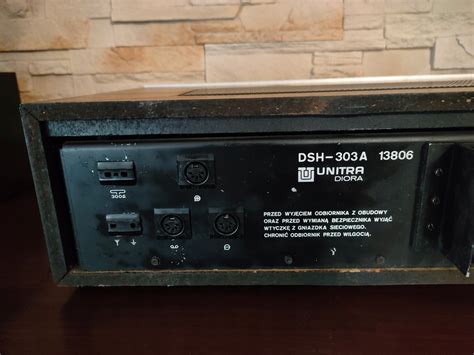 DSH-303A 13806
UNITRA
DIORA
300Ω
PRZED WYJĘCIEM ODBIORNIKA Z OBUDOWY
ORAZ PRZED WYMIANĄ BEZPIECZNIKA WYJĄĆ
WTYCZKĘ Z GNIAZDKA SIECIOWEGO.
CHRONIĆ ODBIORNIK PRZED WILGOCIĄ.